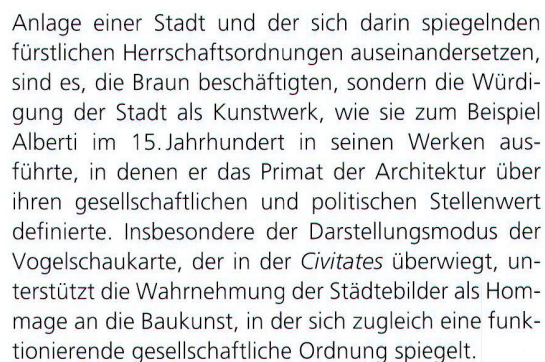 Anlage einer Stadt und der sich darin spiegelnden
fürstlichen Herrschaftsordnungen auseinandersetzen,
sind es, die Braun beschäftigten, sondern die Würdi-
gung der Stadt als Kunstwerk, wie sie zum Beispiel
Alberti im 15. Jahrhundert in seinen Werken aus-
führte, in denen er das Primat der Architektur über
ihren gesellschaftlichen und politischen Stellenwert
definierte. Insbesondere der Darstellungsmodus der
Vogelschaukarte, der in der Civitates überwiegt, un-
terstützt die Wahrnehmung der Städtebilder als Hom-
mage an die Baukunst, in der sich zugleich eine funk-
tionierende gesellschaftliche Ordnung spiegelt.